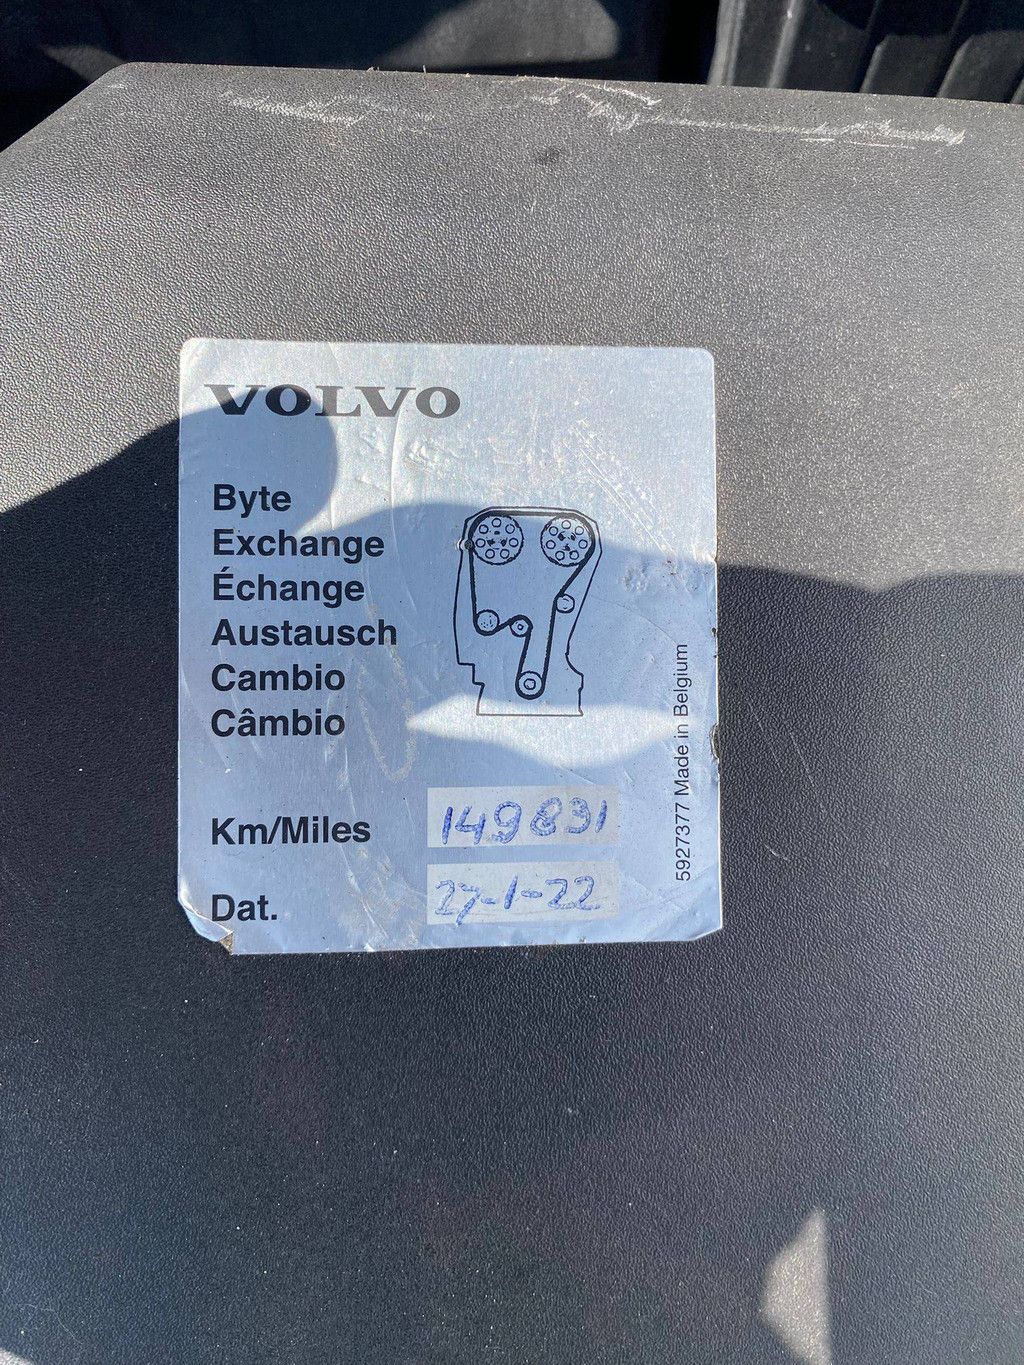 VOLVO
Byte
Exchange
Échange
Austausch
Cambio
Câmbio
Km/Miles 149831
Dat. 27-1-22
5927377 Made in Belgium